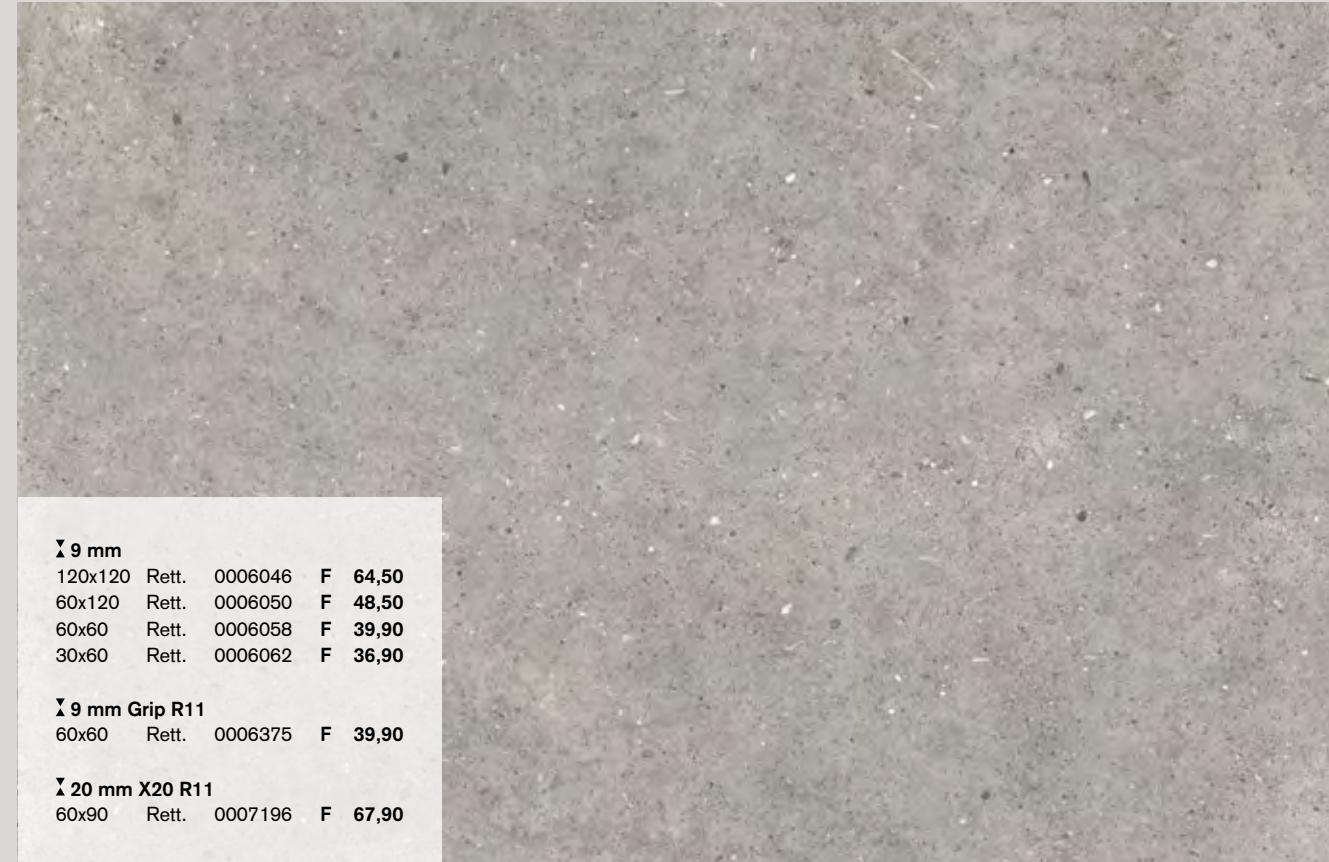 9 mm
120x120 Rett. 0006046 F 64,50
60x120 Rett. 0006050 F 48,50
60x60 Rett. 0006058 F 39,90
30x60 Rett. 0006062 F 36,90
9 mm Grip R11
60x60 Rett. 0006375 F 39,90
20 mm X20 R11
60x90 Rett. 0007196 F 67,90